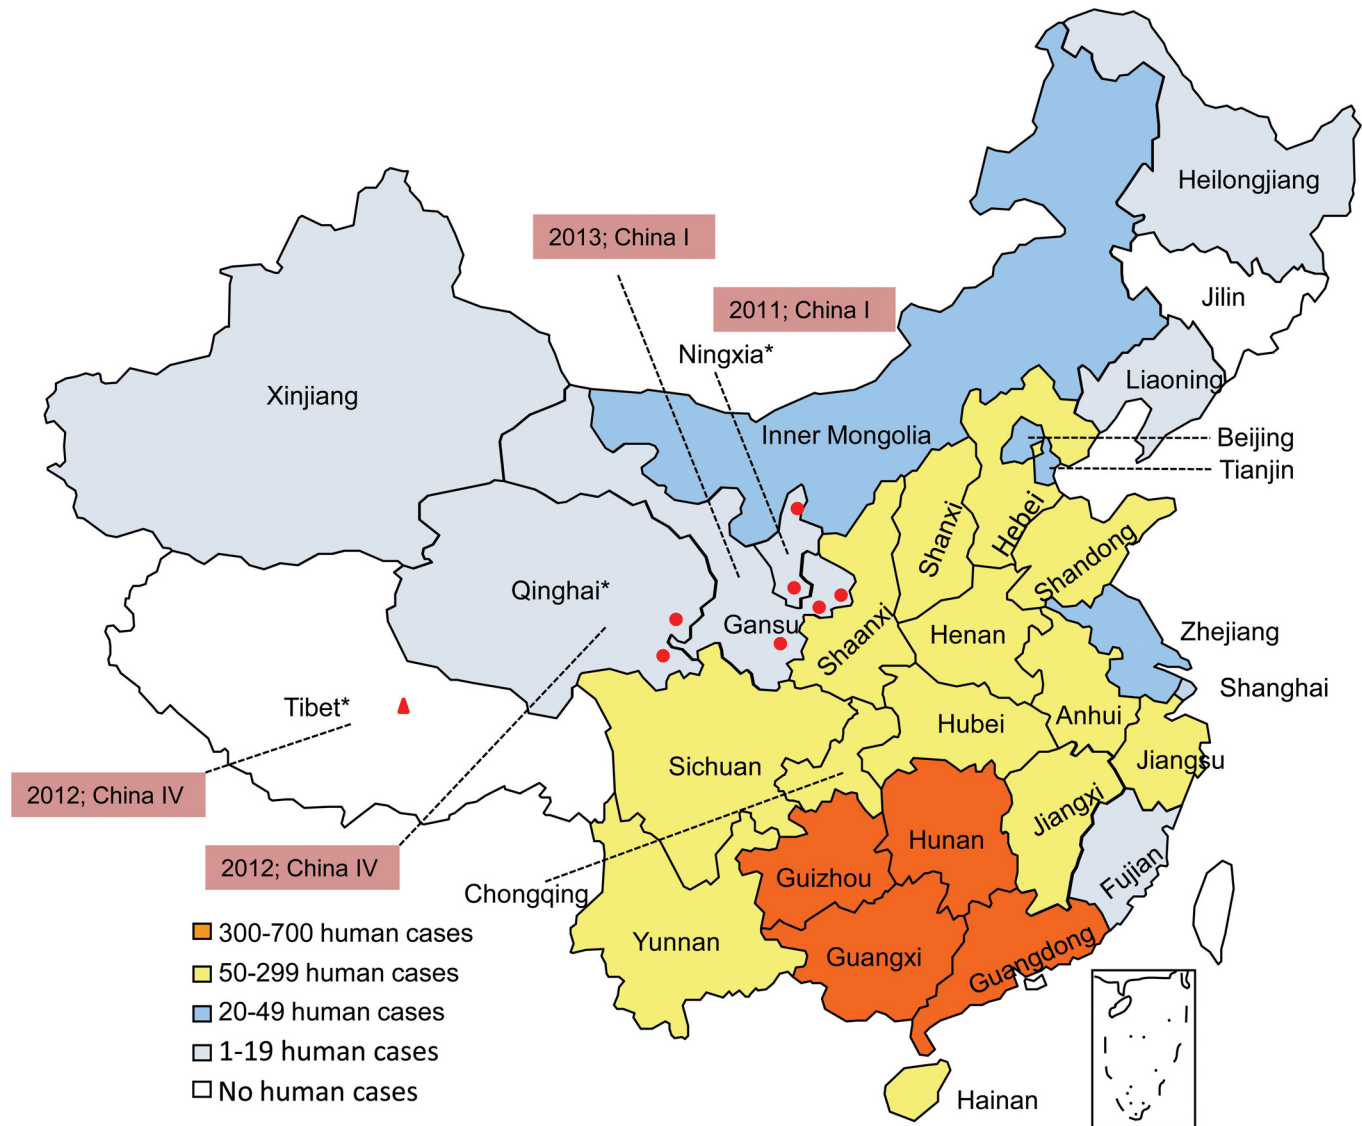 Heilongjiang
2013; China I
2011; China I
Jilin
Ningxia*
Liaoning
Xinjiang
Inner Mongolia
Beijing
Tianjin
Shanxi
Hebei
Shandong
Qinghai*
Gansu
Shaanxi
Henan
Zhejiang
Shanghai
Tibet*
Anhui
Hubei
Sichuan
Jiangsu
2012; China IV
Jiangxi
Hunan
2012; China IV
Guizhou
Fujian
Chongqing
300-700 human cases
Yunnan
Guangxi
Guangdong
50-299 human cases
20-49 human cases
1-19 human cases
No human cases
Hainan